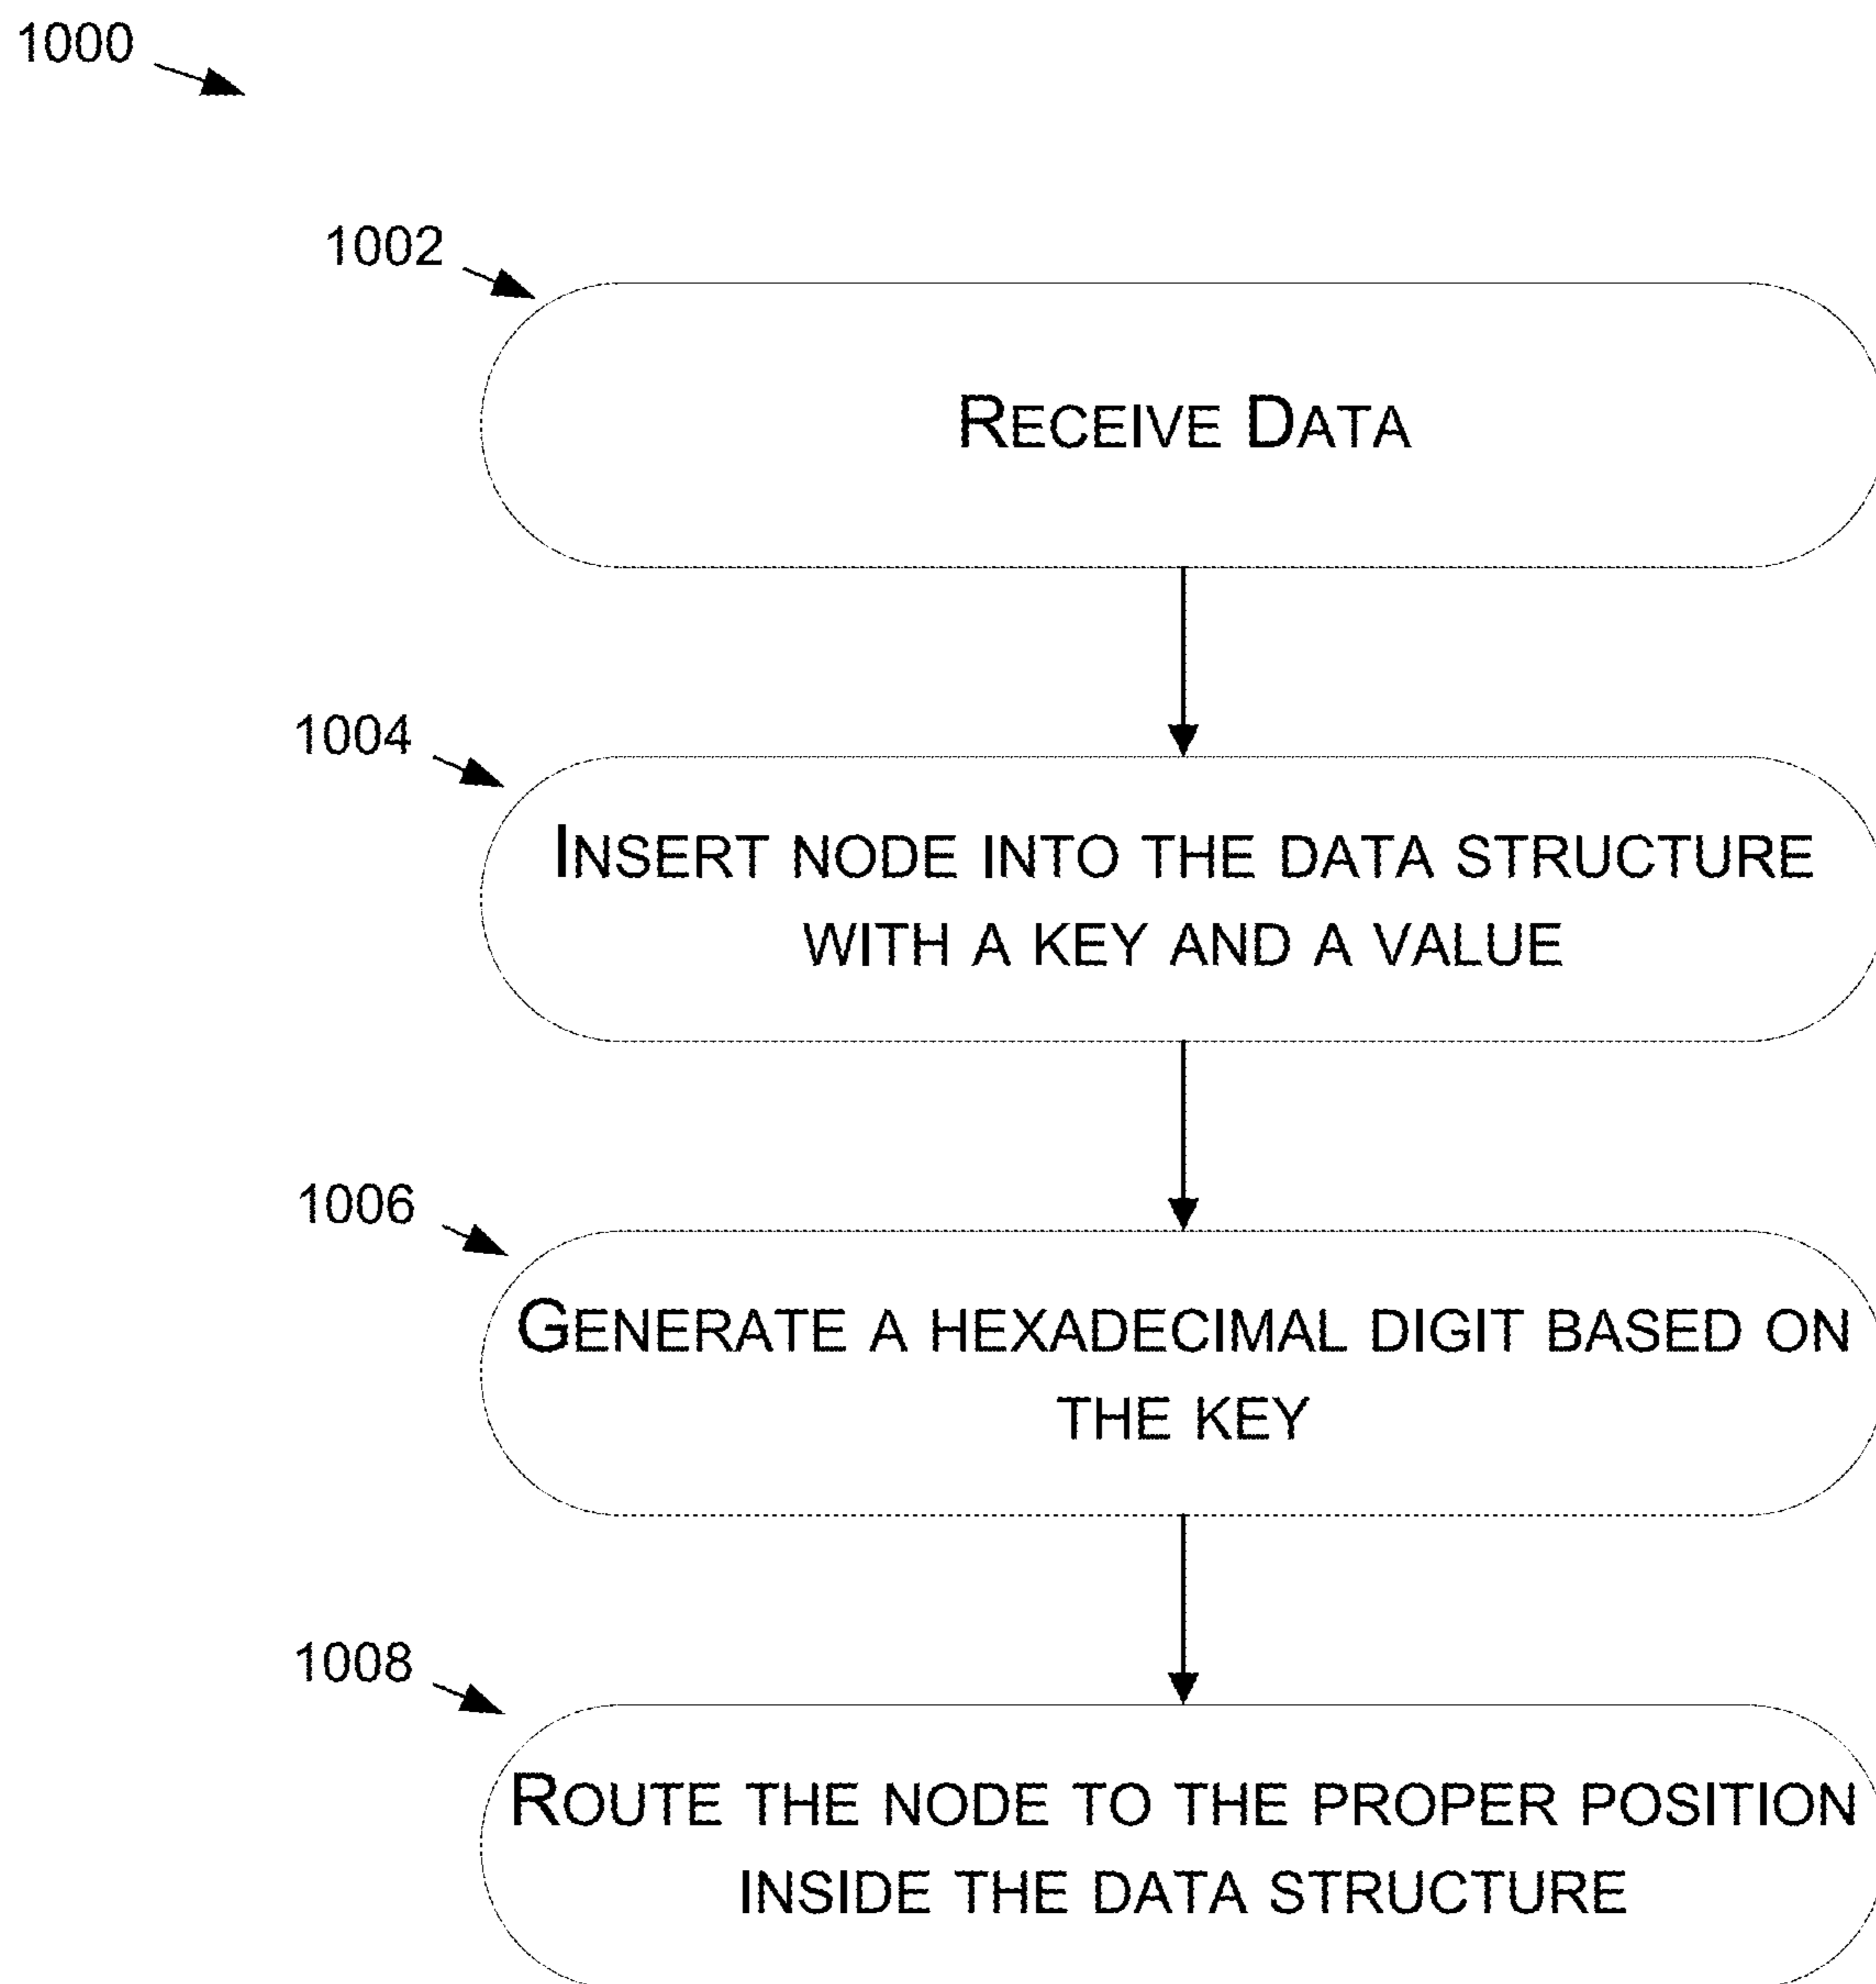 1000
1002
RECEIVE DATA
1004
INSERT NODE INTO THE DATA STRUCTURE
WITH A KEY AND A VALUE
1006
GENERATE A HEXADECIMAL DIGIT BASED ON
THE KEY
1008
ROUTE THE NODE TO THE PROPER POSITION
INSIDE THE DATA STRUCTURE